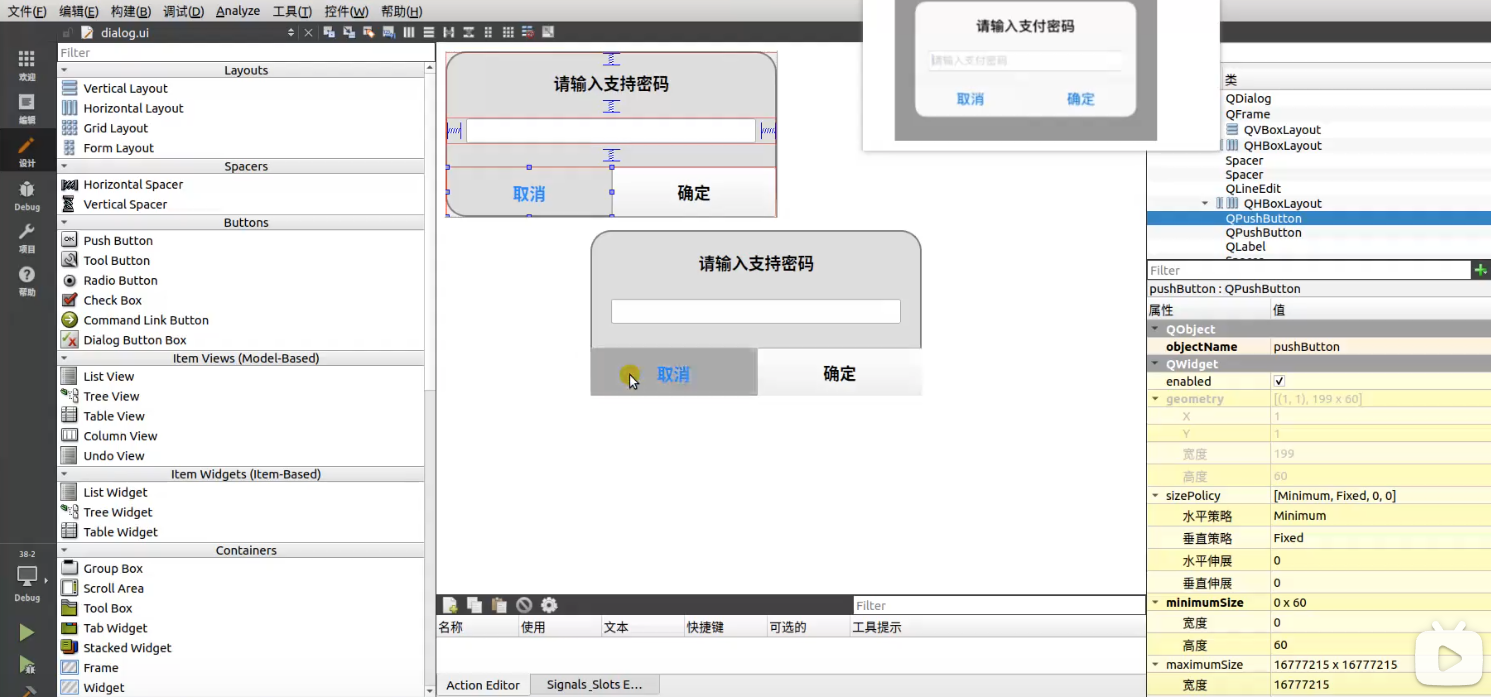 文件(F) 编辑(E) 构建(B) 调试(D) Analyze 工具(T) 控件(W) 帮助(H)
dialog.ui
欢迎
编辑
设计
Debug
项目
帮助
38-2
Debug
Filter
Layouts
Vertical Layout
Horizontal Layout
Grid Layout
Form Layout
Spacers
Horizontal Spacer
Vertical Spacer
Buttons
OK
Push Button
Tool Button
Radio Button
Check Box
Command Link Button
Dialog Button Box
Item Views (Model-Based)
List View
Tree View
Table View
Column View
Undo View
Item Widgets (Item-Based)
List Widget
Tree Widget
Table Widget
Containers
Group Box
Scroll Area
Tool Box
Tab Widget
Stacked Widget
Frame
Widget
请输入支持密码
取消 确定
请输入支持密码
取消 确定
请输入支付密码
请输入支付密码
取消 确定
Filter
名称 使用 文本 快捷键 可选的 工具提示
Action Editor Signals_Slots E...
类
QDialog
QFrame
QVBoxLayout
QHBoxLayout
Spacer
Spacer
QLineEdit
QHBoxLayout
QPushButton
QPushButton
QLabel
Filter
pushButton : QPushButton
属性 值
QObject
objectName pushButton
QWidget
enabled
geometry [(1, 1), 199 x 60]
X 1
Y 1
宽度 199
高度 60
sizePolicy [Minimum, Fixed, 0, 0]
水平策略 Minimum
垂直策略 Fixed
水平伸展 0
垂直伸展 0
minimumSize 0 x 60
宽度 0
高度 60
maximumSize 16777215 x 16777215
宽度 16777215